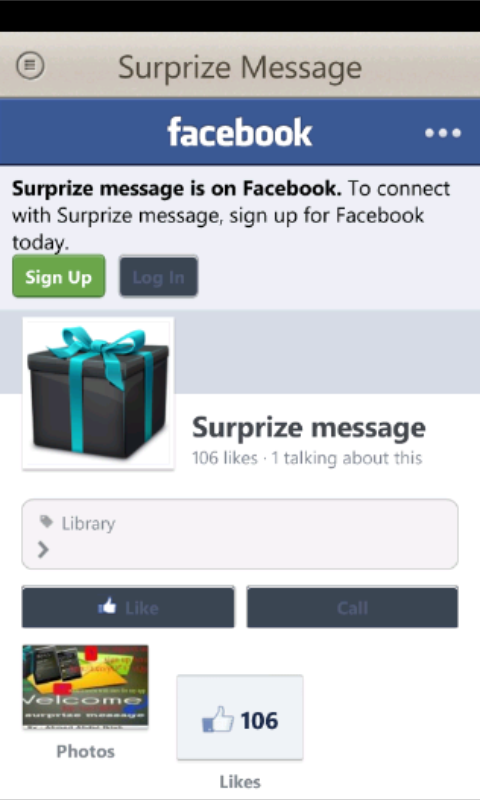 Surprize Message
facebook
Surprize message is on Facebook. To connect
with Surprize message, sign up for Facebook
today.
Sign Up
Log In
Surprize message
106 likes · 1 talking about this
Library
Like
Call
Welcome
surprize message
Photos
106
Likes